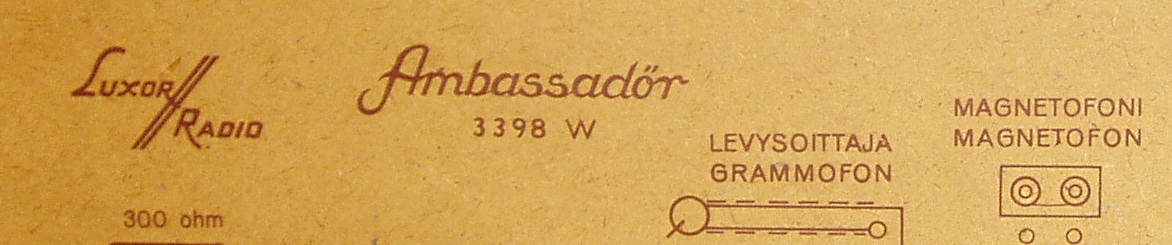 LUXOR
RADIO
Ambassadör
3398 W
LEVYSOITTAJA
GRAMMOFON
MAGNETOFONI
MAGNETOFON
300 ohm